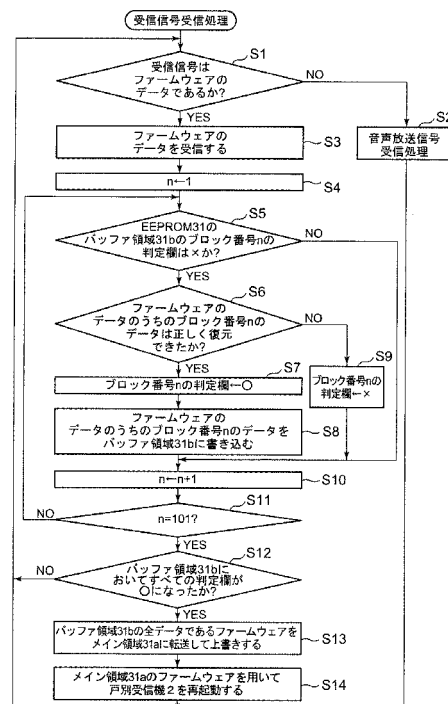 受信信号受信処理
S1
受信信号は
ファームウェアの
データであるか?
NO
YES
S2
音声放送信号
受信処理
S3
ファームウェアの
データを受信する
S4
n←1
S5
EEPROM31の
バッファ領域31bのブロック番号nの
判定欄は×か?
NO
YES
S6
ファームウェアの
データのうちのブロック番号nの
データは正しく復元
できたか?
NO
YES
S7
ブロック番号nの判定欄←○
S9
ブロック番号nの
判定欄←×
S8
ファームウェアの
データのうちのブロック番号nのデータを
バッファ領域31bに書き込む
S10
n←n+1
S11
n=101?
NO
YES
S12
バッファ領域31bに
おいてすべての判定欄が
○になったか?
NO
YES
S13
バッファ領域31bの全データであるファームウェアを
メイン領域31aに転送して上書きする
S14
メイン領域31aのファームウェアを用いて
戸別受信機2を再起動する